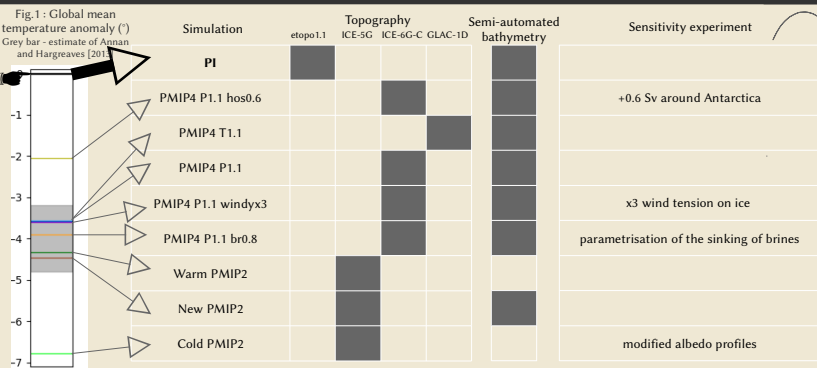 Fig.1 : Global mean
temperature anomaly (°)
Grey bar - estimate of Annan
and Hargreaves [2013
Simulation
Topography
etopo1.1 ICE-5G ICE-6G-C GLAC-1D
Semi-automated
bathymetry
Sensitivity experiment
PI
PMIP4 P1.1 hos0.6 +0.6 Sv around Antarctica
PMIP4 T1.1
PMIP4 P1.1
PMIP4 P1.1 windyx3 x3 wind tension on ice
PMIP4 P1.1 br0.8 parametrisation of the sinking of brines
Warm PMIP2
New PMIP2
Cold PMIP2 modified albedo profiles
-1
-2
-3
-4
-5
-6
-7